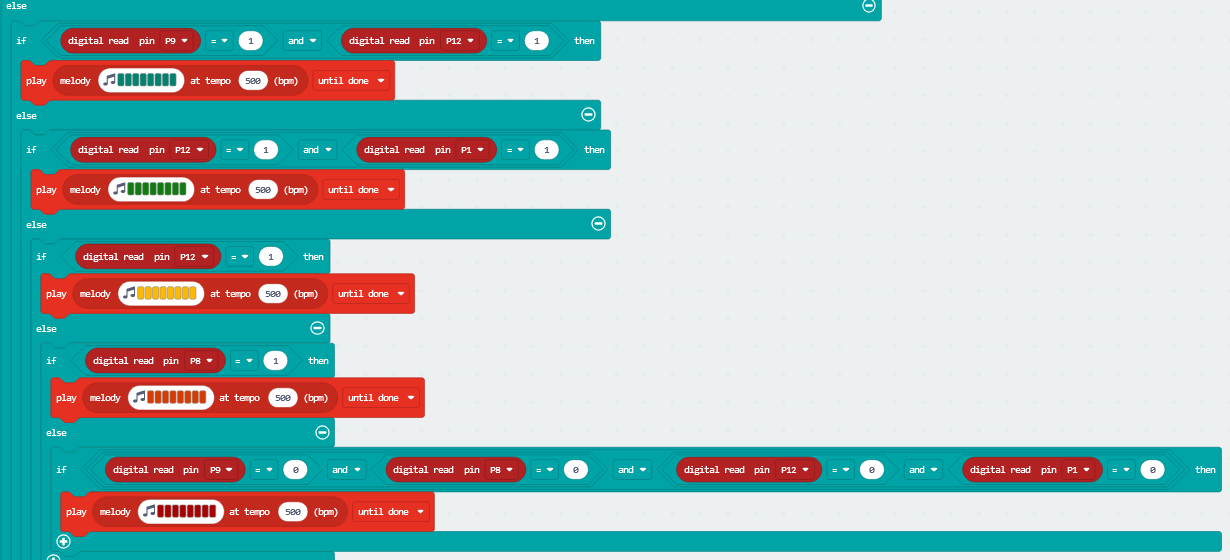 else
if digital read pin P9 = 1 and digital read pin P12 = 1 then
play melody at tempo 500 (bpm) until done
else
if digital read pin P12 = 1 and digital read pin P1 = 1 then
play melody at tempo 500 (bpm) until done
else
if digital read pin P12 = 1 then
play melody at tempo 500 (bpm) until done
else
if digital read pin P8 = 1 then
play melody at tempo 500 (bpm) until done
else
if digital read pin P9 = 0 and digital read pin P8 = 0 and digital read pin P12 = 0 and digital read pin P1 = 0 then
play melody at tempo 500 (bpm) until done